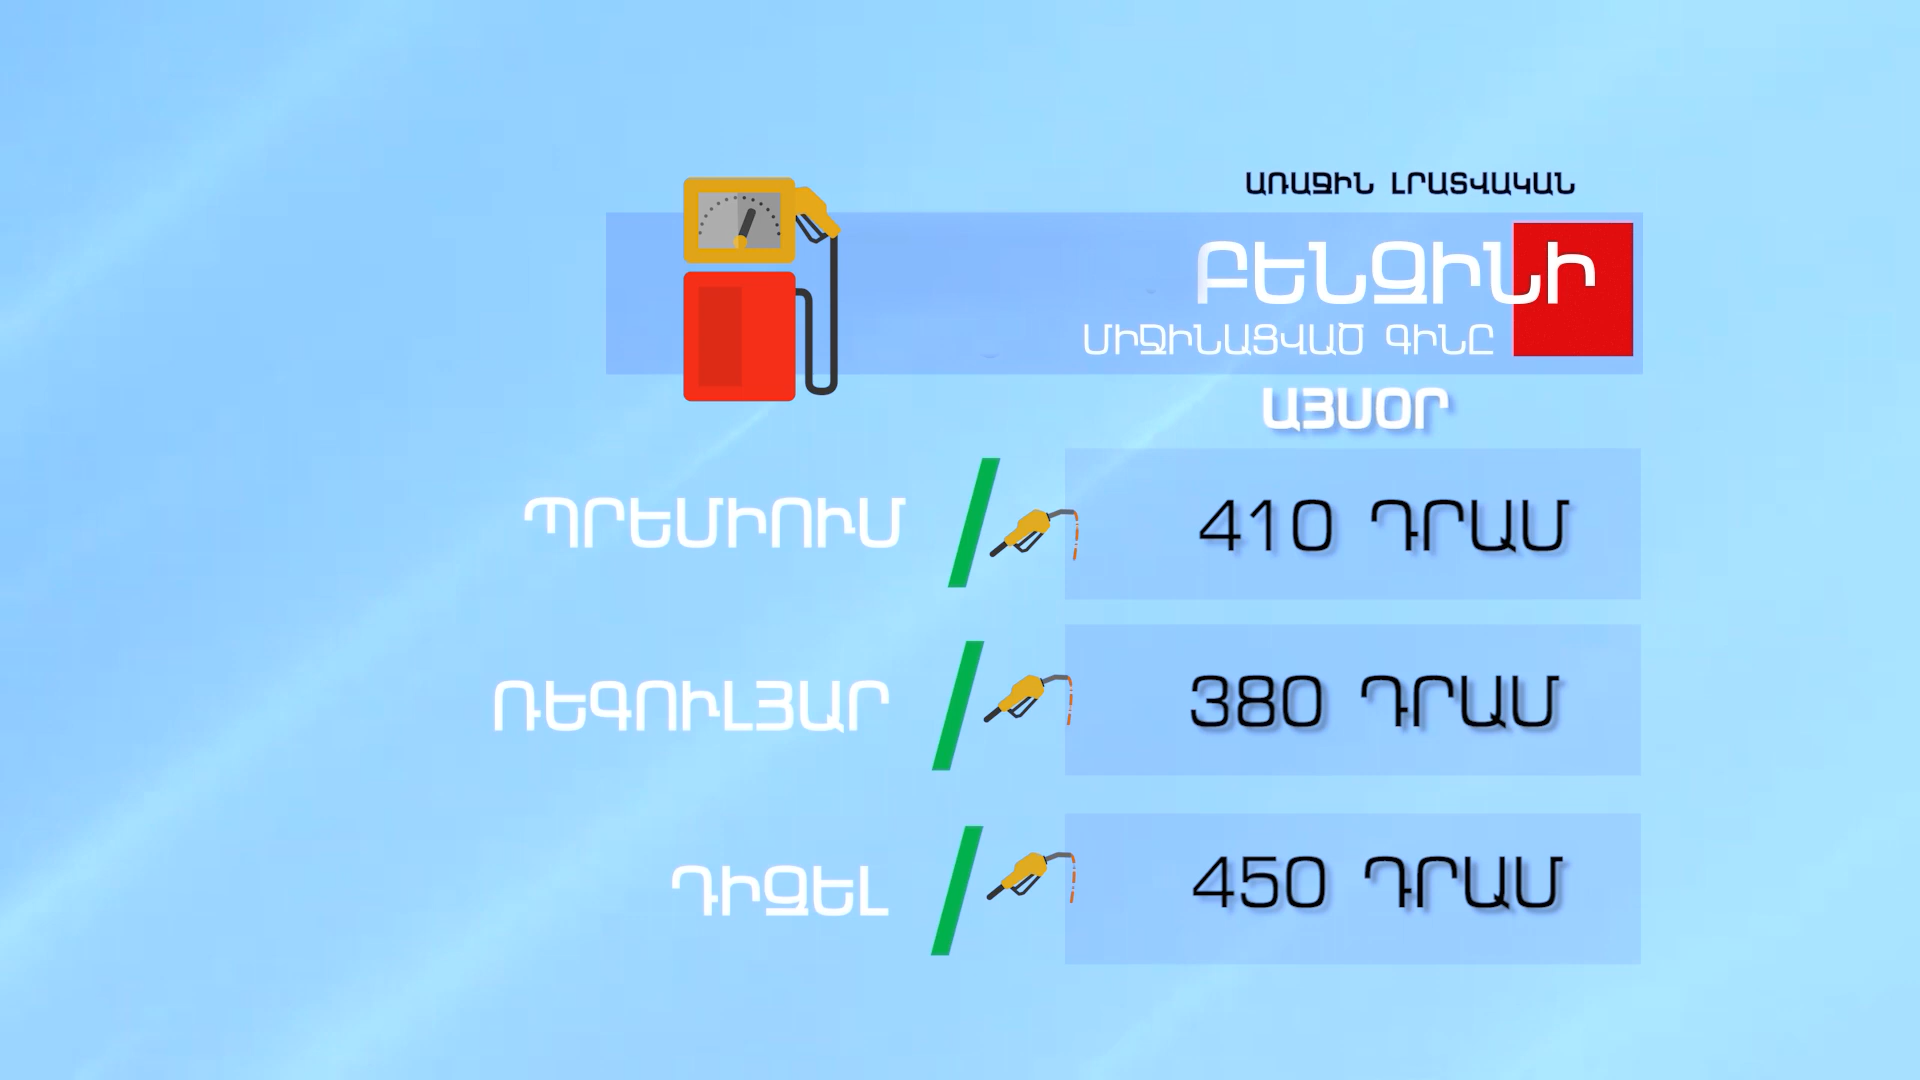 ԱՌԱՋԻՆ ԼՐԱՏՎԱԿԱՆ
ԲԵՆԶԻՆԻ
ՄԻՋԻՆԱՑՎԱԾ ԳԻՆԸ
ԱՅՍՕՐ
ՊՐԵՄԻՈՒՄ 410 ԴՐԱՄ
ՌԵԳՈՒԼՅԱՐ 380 ԴՐԱՄ
ԴԻԶԵԼ 450 ԴՐԱՄ